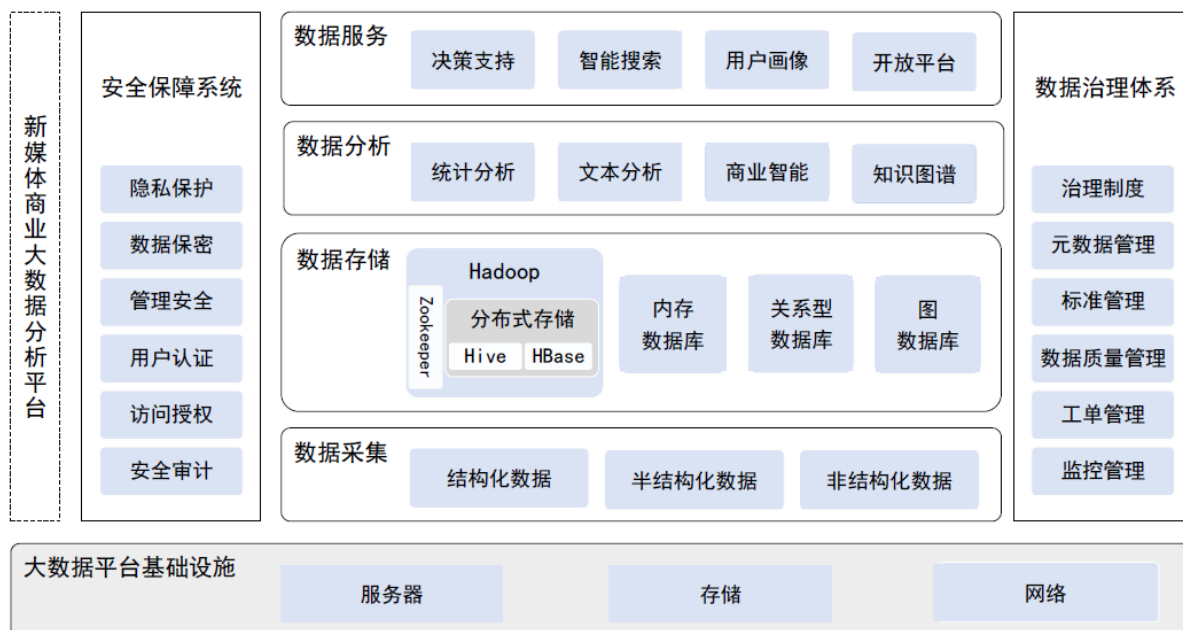 新媒体商业大数据分析平台
安全保障系统
隐私保护
数据保密
管理安全
用户认证
访问授权
安全审计
数据服务
决策支持
智能搜索
用户画像
开放平台
数据分析
统计分析
文本分析
商业智能
知识图谱
数据存储
Hadoop
Zookeeper
分布式存储
Hive
HBase
内存
数据库
关系型
数据库
图
数据库
数据采集
结构化数据
半结构化数据
非结构化数据
数据治理体系
治理制度
元数据管理
标准管理
数据质量管理
工单管理
监控管理
大数据平台基础设施
服务器
存储
网络